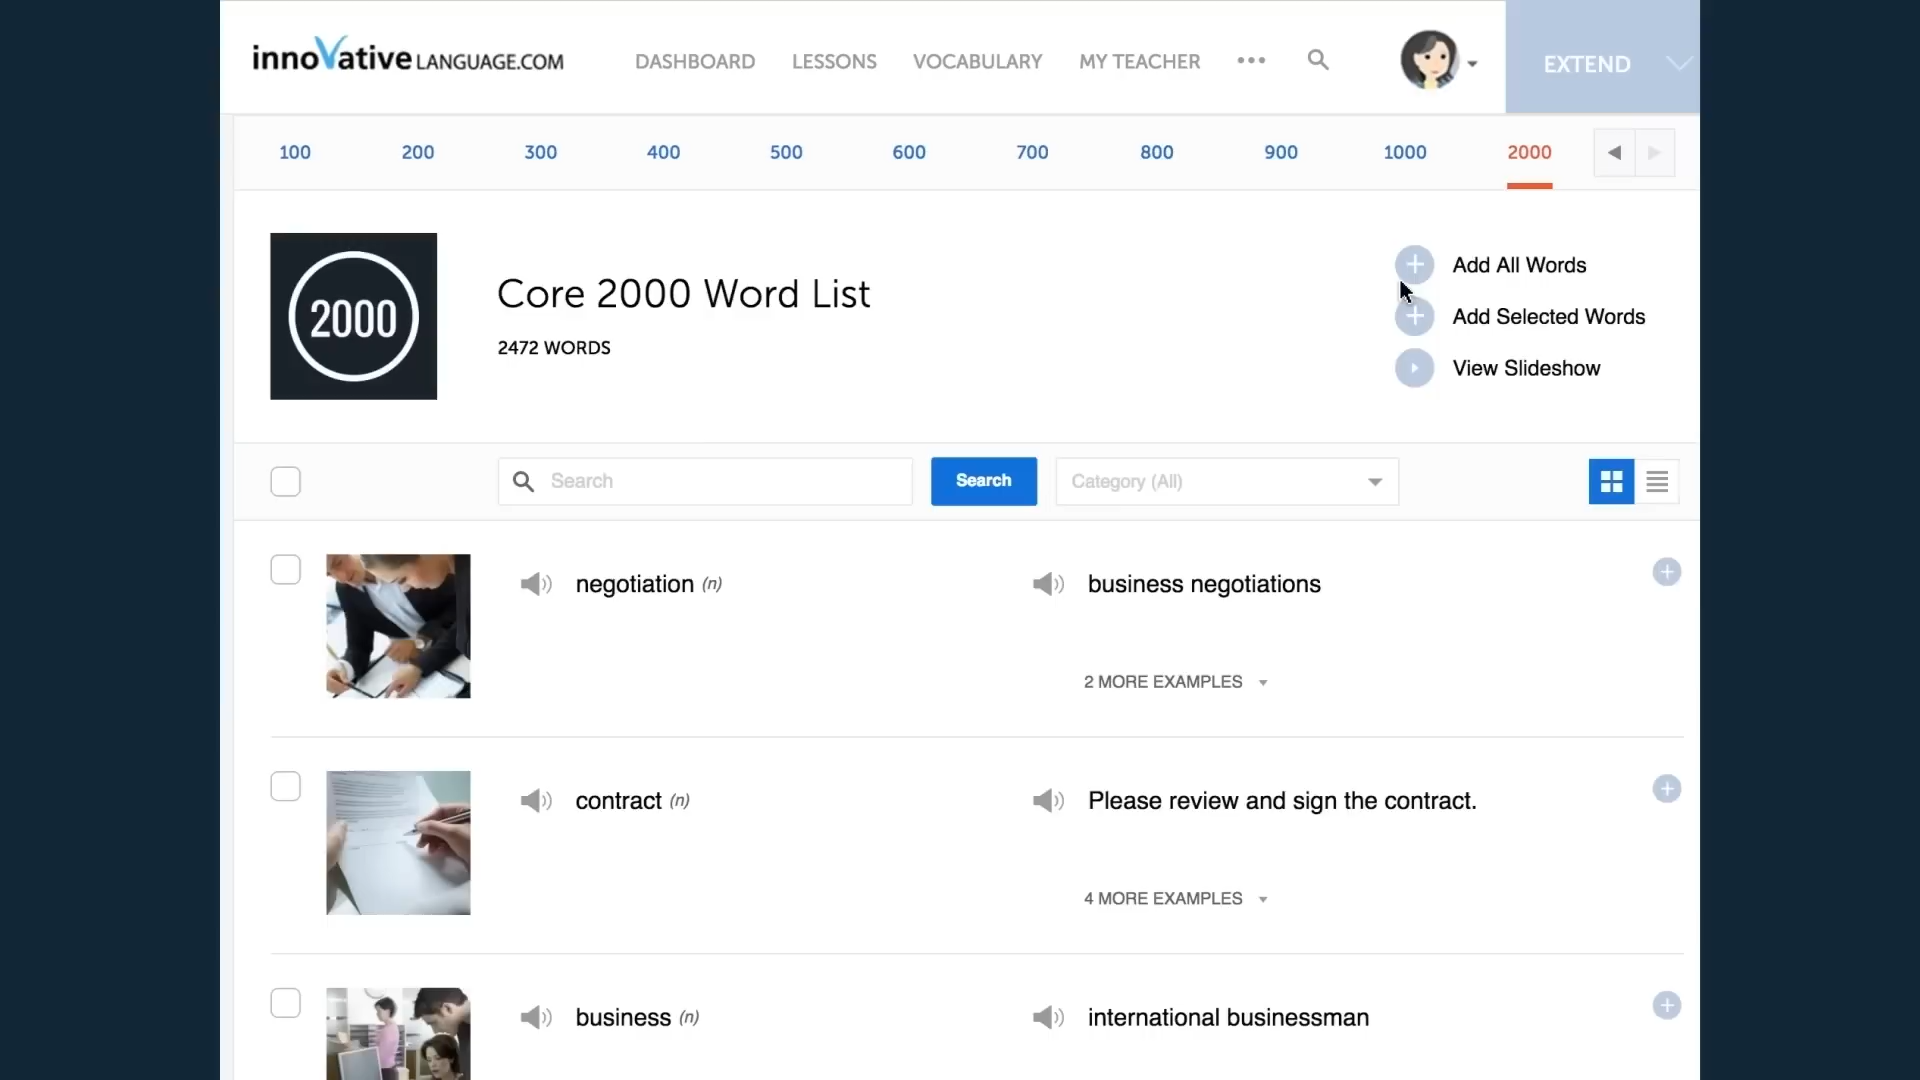 innoVative LANGUAGE.COM
DASHBOARD LESSONS VOCABULARY MY TEACHER ••• EXTEND
100 200 300 400 500 600 700 800 900 1000 2000
2000
Core 2000 Word List
2472 WORDS
Add All Words
Add Selected Words
View Slideshow
Search Search Category (All)
negotiation (n) business negotiations
2 MORE EXAMPLES
contract (n) Please review and sign the contract.
4 MORE EXAMPLES
business (n) international businessman